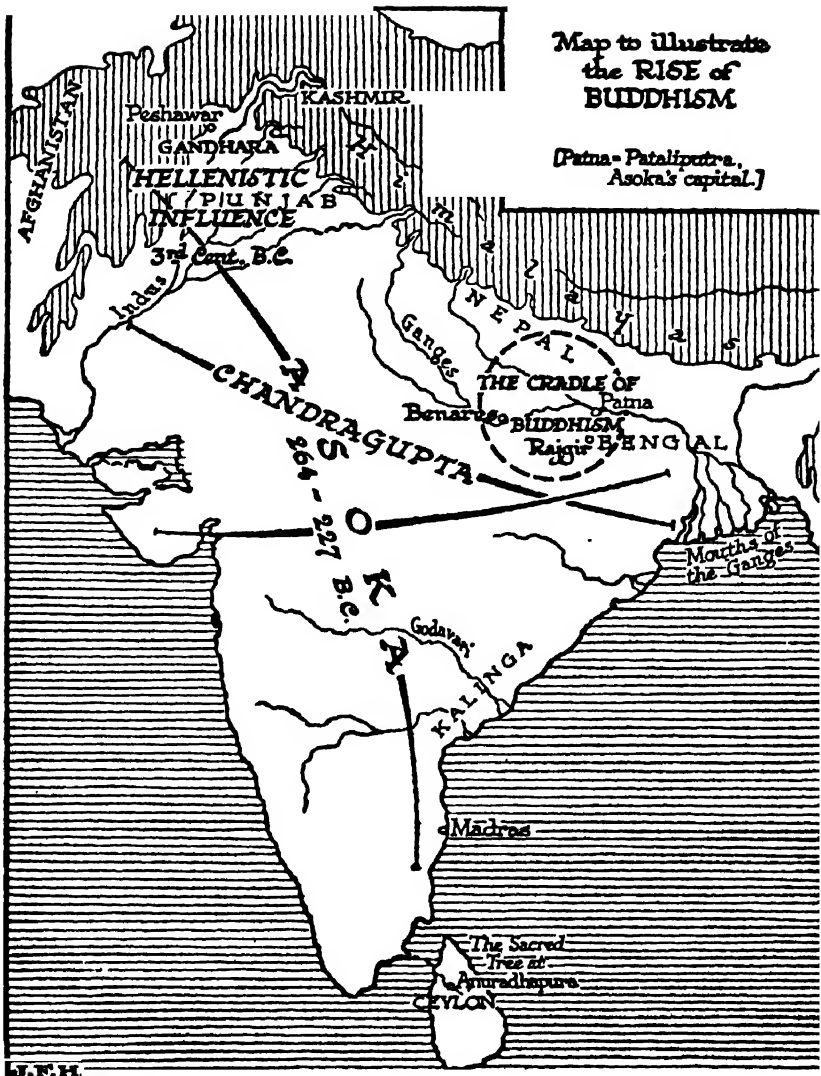 Map to illustrate
the RISE of
BUDDHISM
[Patna = Pataliputra,
Asoka's capital.]
AFGHANISTAN
Peshawar
KASHMIR
GANDHARA
HELLENISTIC
PUNJAB
INFLUENCE
3rd Cent. B.C.
Indus
Himalayas
NEPAL
Ganges
THE CRADLE OF
BUDDHISM
Patna
Benares
Rajgir
BENGAL
CHANDRAGUPTA
ASOKA
264 - 227 B.C.
Mouths of
the Ganges
Godavari
KALINGA
Madras
The Sacred
Tree at
Anuradhapura
CEYLON
J.F.H.